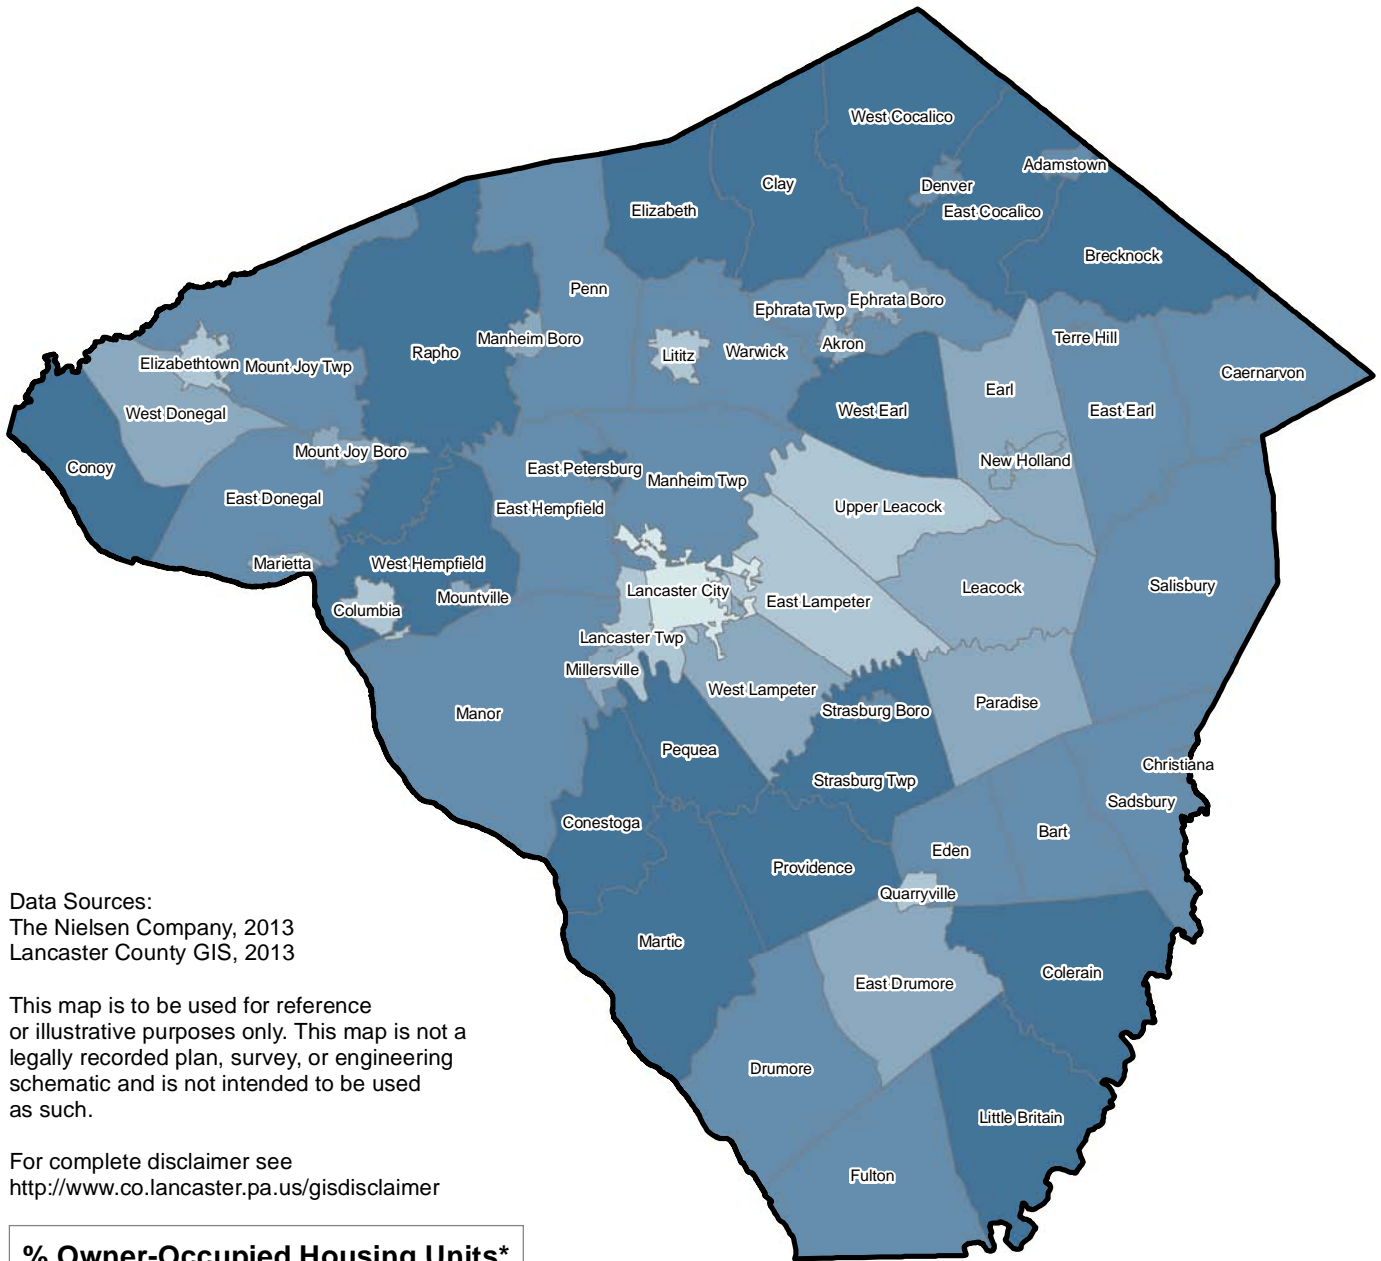 West Cocalico
Adamstown
Clay
Denver
Elizabeth
East Cocalico
Brecknock
Penn
Ephrata Twp
Ephrata Boro
Manheim Boro
Terre Hill
Rapho
Lititz
Warwick
Akron
Elizabethtown
Mount Joy Twp
Caernarvon
Earl
West Donegal
West Earl
East Earl
Mount Joy Boro
New Holland
Conoy
East Petersburg
Manheim Twp
East Donegal
East Hempfield
Upper Leacock
Marietta
West Hempfield
Lancaster City
Leacock
Salisbury
Mountville
East Lampeter
Columbia
Lancaster Twp
Millersville
West Lampeter
Paradise
Manor
Strasburg Boro
Pequea
Christiana
Strasburg Twp
Sadsbury
Conestoga
Bart
Eden
Providence
Quarryville
Martic
Colerain
East Drumore
Drumore
Little Britain
Fulton
Data Sources:
The Nielsen Company, 2013
Lancaster County GIS, 2013
This map is to be used for reference
or illustrative purposes only. This map is not a
legally recorded plan, survey, or engineering
schematic and is not intended to be used
as such.
For complete disclaimer see
http://www.co.lancaster.pa.us/gisdisclaimer
% Owner-Occupied Housing Units*